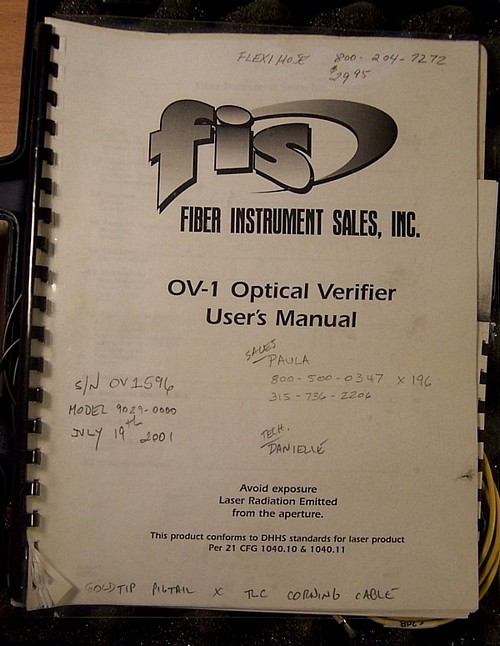 FLEXI HOSE 800-204-7272
$29.95
fis
FIBER INSTRUMENT SALES, INC.
OV-1 Optical Verifier
User's Manual
SALES
PAULA
S/N OV1596
800-500-0347 x 196
MODEL 9029-0000
315-736-2206
JULY 19th 2001
TECH.
DANIELLE
Avoid exposure
Laser Radiation Emitted
from the aperture.
This product conforms to DHHS standards for laser product
Per 21 CFG 1040.10 & 1040.11
GOLDTIP PIGTAIL X TLC CORNING CABLE